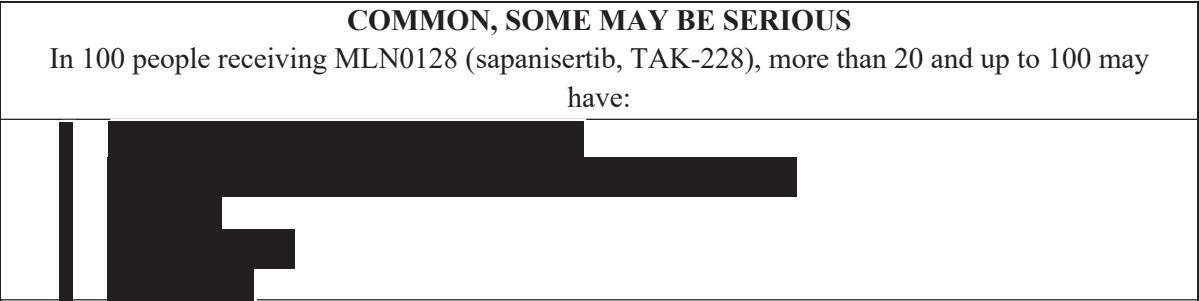 COMMON, SOME MAY BE SERIOUS
In 100 people receiving MLN0128 (sapanisertib, TAK-228), more than 20 and up to 100 may
have: